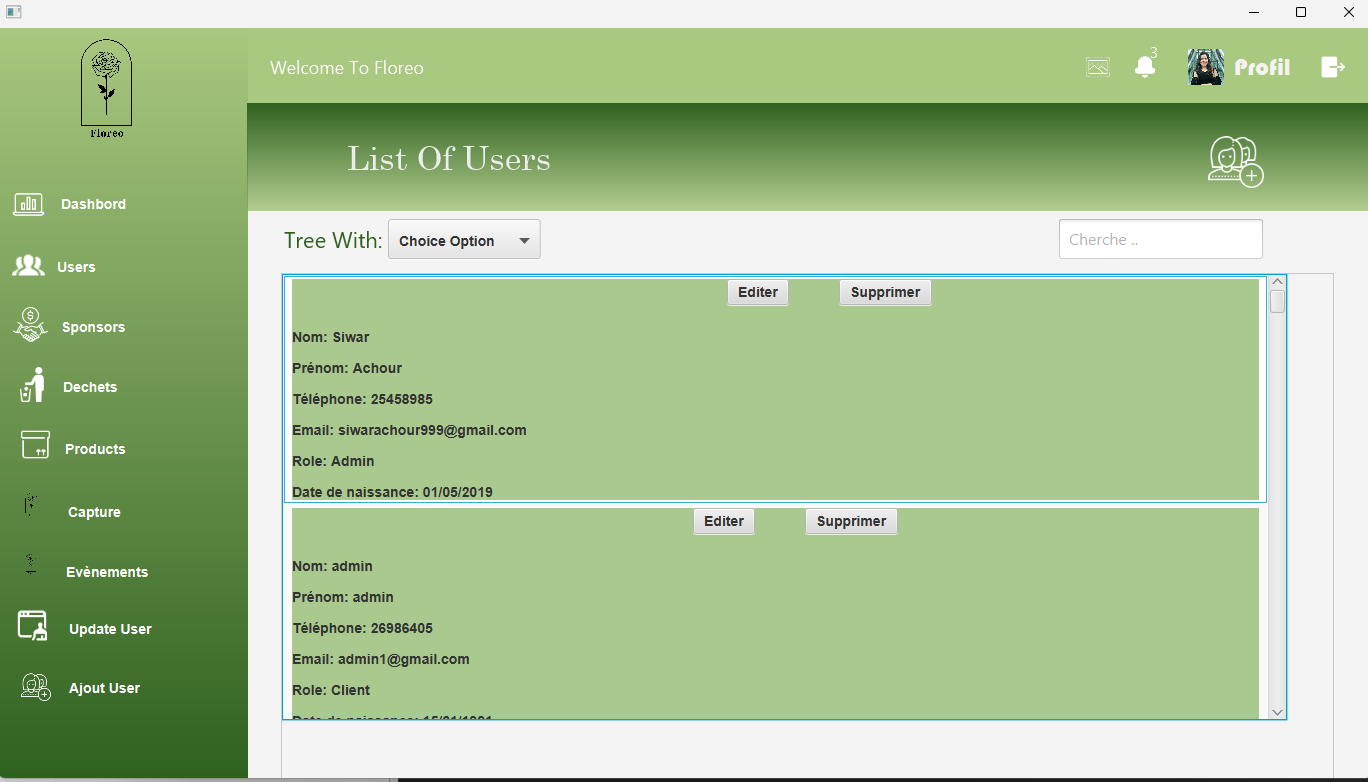 Floreo
Welcome To Floreo
3
Profil
List Of Users
Dashbord
Users
Sponsors
Dechets
Products
Capture
Evènements
Update User
Ajout User
Tree With:
Choice Option
Cherche ..
Editer Supprimer
Nom: Siwar
Prénom: Achour
Téléphone: 25458985
Email: siwarachour999@gmail.com
Role: Admin
Date de naissance: 01/05/2019
Editer Supprimer
Nom: admin
Prénom: admin
Téléphone: 26986405
Email: admin1@gmail.com
Role: Client
Date de naissance: